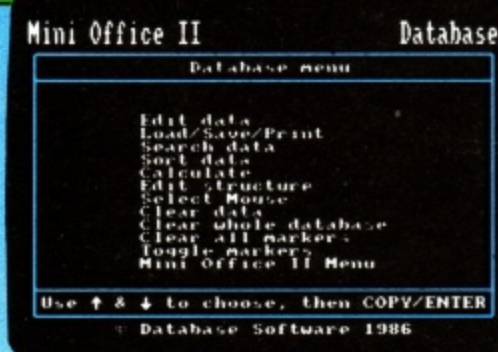 Mini Office II Database
Database menu
Edit data
Load/Save/Print
Search data
Sort data
Calculate
Edit structure
Select Mouse
Clear data
Clear whole database
Clear all markers
Toggle markers
Mini Office II Menu
Use ↑ & ↓ to choose, then COPY/ENTER
© Database Software 1986